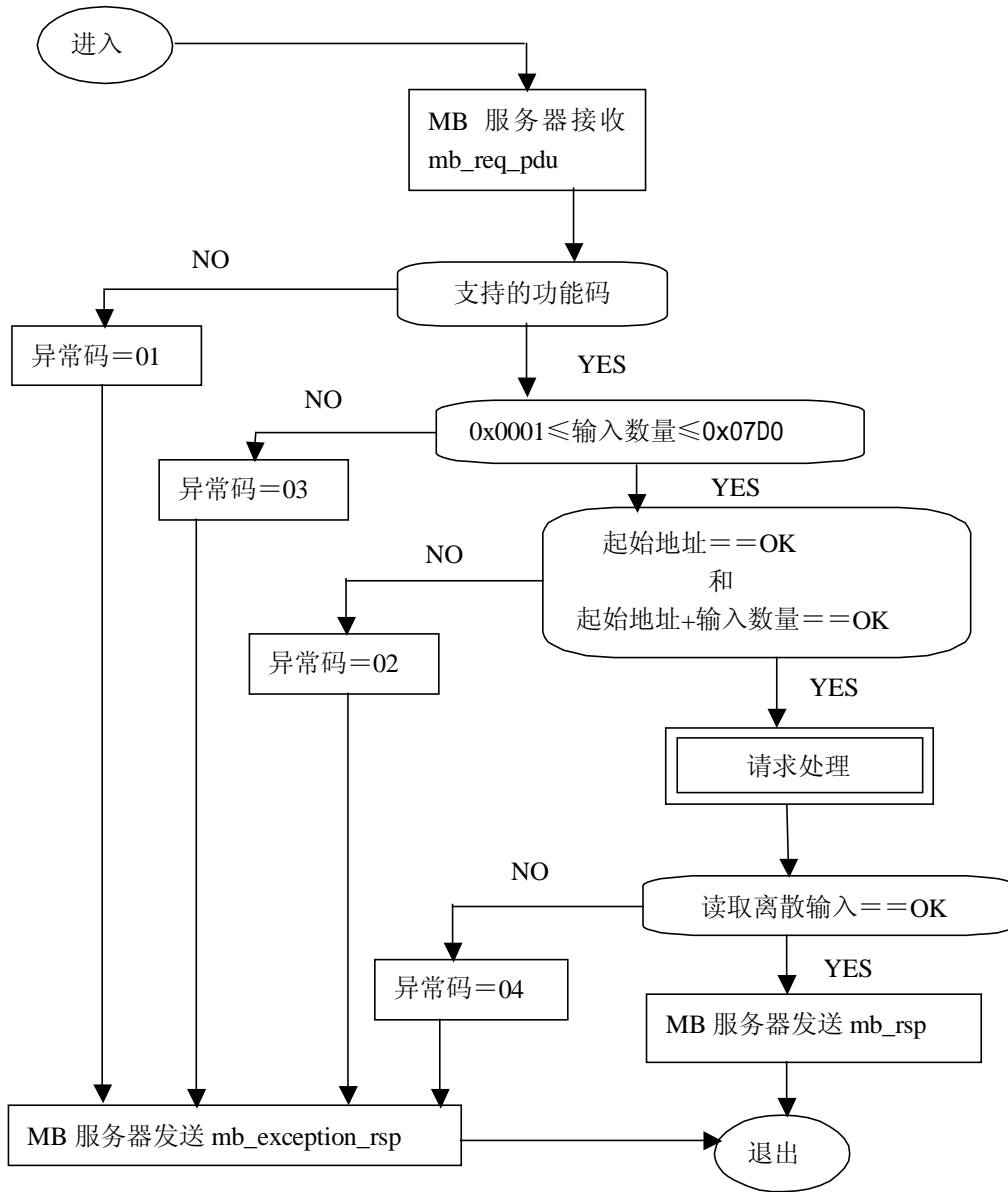 进入
MB 服务器接收
mb_req_pdu
NO
支持的功能码
异常码＝01
YES
NO
0x0001≤输入数量≤0x07D0
异常码＝03
YES
起始地址＝＝OK
NO
和
起始地址+输入数量＝＝OK
异常码＝02
YES
请求处理
NO
读取离散输入＝＝OK
异常码＝04
YES
MB 服务器发送 mb_rsp
MB 服务器发送 mb_exception_rsp
退出